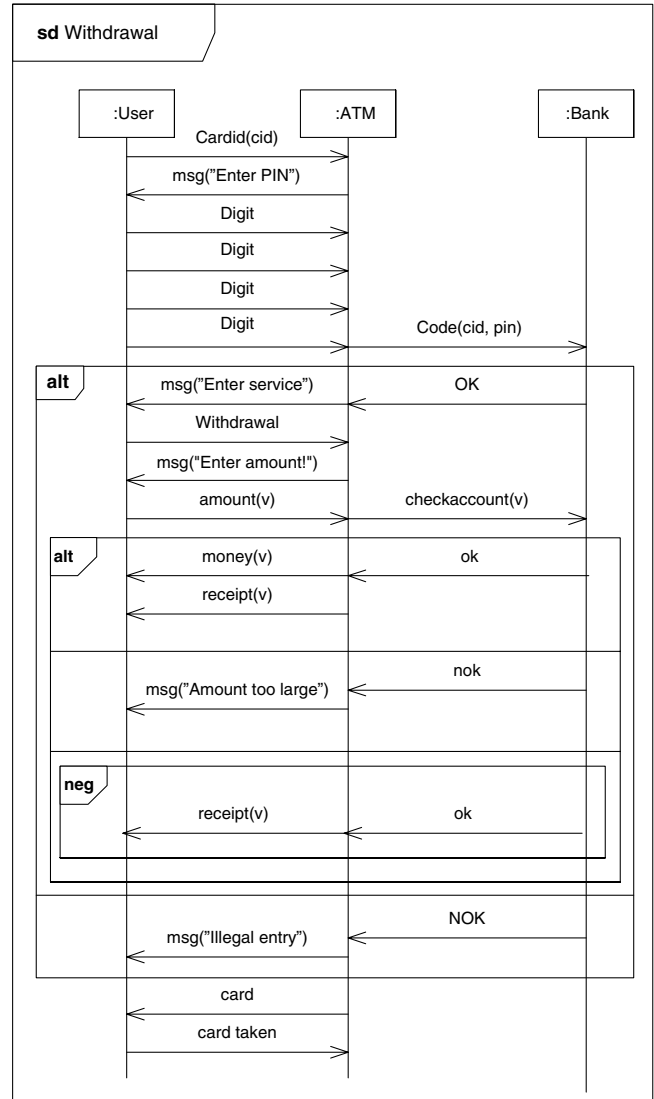 sd Withdrawal
:User :ATM :Bank
Cardid(cid)
msg(”Enter PIN”)
Digit
Digit
Digit
Digit Code(cid, pin)
alt msg(”Enter service”) OK
Withdrawal
msg("Enter amount!")
amount(v) checkaccount(v)
alt money(v) ok
receipt(v)
nok
msg(”Amount too large”)
neg
receipt(v) ok
NOK
msg(”Illegal entry”)
card
card taken